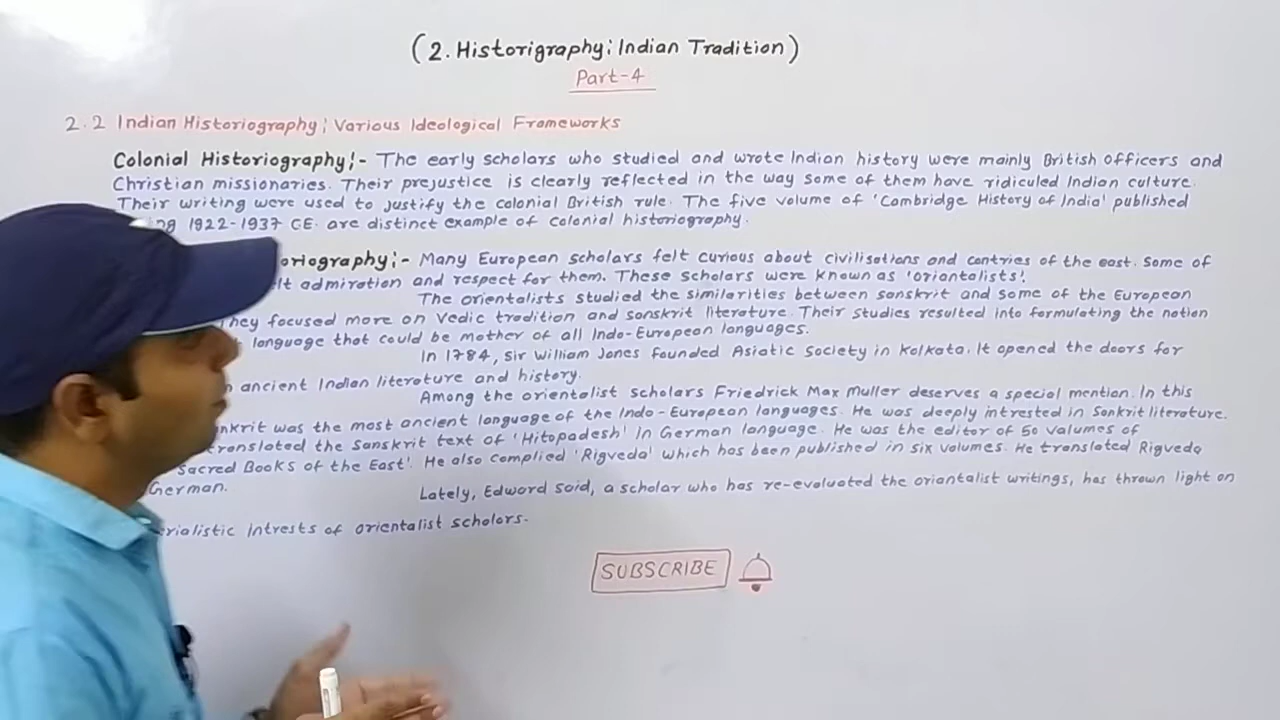 (2. Historigraphy; Indian Tradition)
Part-4
2.2 Indian Historiography; Various Ideological Frameworks
Colonial Historiography:- The early scholars who studied and wrote Indian history were mainly British officers and
Christian missionaries. Their prejustice is clearly reflected in the way some of them have ridiculed Indian culture.
Their writing were used to justify the colonial British rule. The five volume of 'Cambridge History of India' published
1922-1937 CE. are distinct example of colonial historiography.
:- Many European scholars felt curious about civilisations and contries of the east. Some of
admiration and respect for them. These scholars were known as 'oriantalists'.
The orientalists studied the similarities between sanskrit and some of the European
They focused more on Vedic tradition and sanskrit literature. Their studies resulted into formulating the notion
language that could be mother of all Indo-European languages.
In 1784, Sir William Jones founded Asiatic Society in Kolkata. It opened the doors for
ancient Indian literature and history.
Among the orientalist scholars Friedrick Max Muller deserves a special mention. In this
was the most ancient language of the Indo-European languages. He was deeply intrested in Sankrit literature.
the Sanskrit text of 'Hitopadesh' in German language. He was the editor of 50 volumes of
Sacred Books of the East'. He also complied 'Rigveda' which has been published in six volumes. He translated Rigveda
German.
Lately, Edword Said, a scholar who has re-evaluated the oriantalist writings, has thrown light on
intrests of orientalist scholars.
SUBSCRIBE